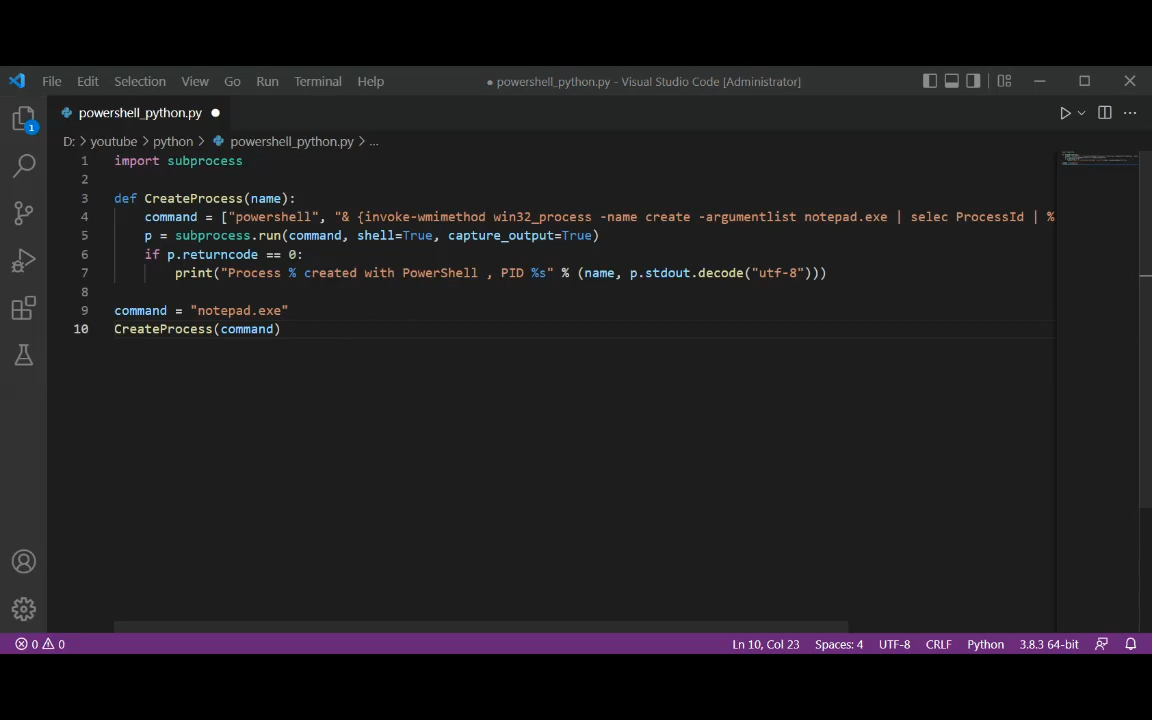 File Edit Selection View Go Run Terminal Help ● powershell_python.py - Visual Studio Code [Administrator]
powershell_python.py ●
D: > youtube > python > powershell_python.py > ...
1 import subprocess
2
3 def CreateProcess(name):
4 command = ["powershell", "& {invoke-wmimethod win32_process -name create -argumentlist notepad.exe | selec ProcessId | %
5 p = subprocess.run(command, shell=True, capture_output=True)
6 if p.returncode == 0:
7 print("Process % created with PowerShell , PID %s" % (name, p.stdout.decode("utf-8")))
8
9 command = "notepad.exe"
10 CreateProcess(command)
1
0 0 Ln 10, Col 23 Spaces: 4 UTF-8 CRLF Python 3.8.3 64-bit